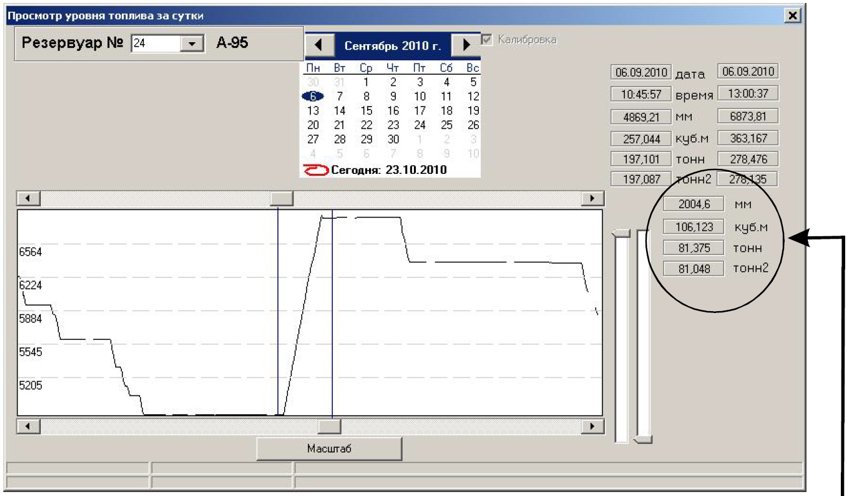 Просмотр уровня топлива за сутки
Резервуар № 24 А-95
Сентябрь 2010 г.
Калибровка
Пн Вт Ср Чт Пт Сб Вс
30 31 1 2 3 4 5
6 7 8 9 10 11 12
13 14 15 16 17 18 19
20 21 22 23 24 25 26
27 28 29 30 1 2 3
4 5 6 7 8 9 10
Сегодня: 23.10.2010
06.09.2010 дата 06.09.2010
10:45:57 время 13:00:37
4869,21 мм 6873,81
257,044 куб.м 363,167
197,101 тонн 278,476
197,087 тонн2 278,135
2004,6 мм
106,123 куб.м
81,375 тонн
81,048 тонн2
6564
6224
5884
5545
5205
Масштаб